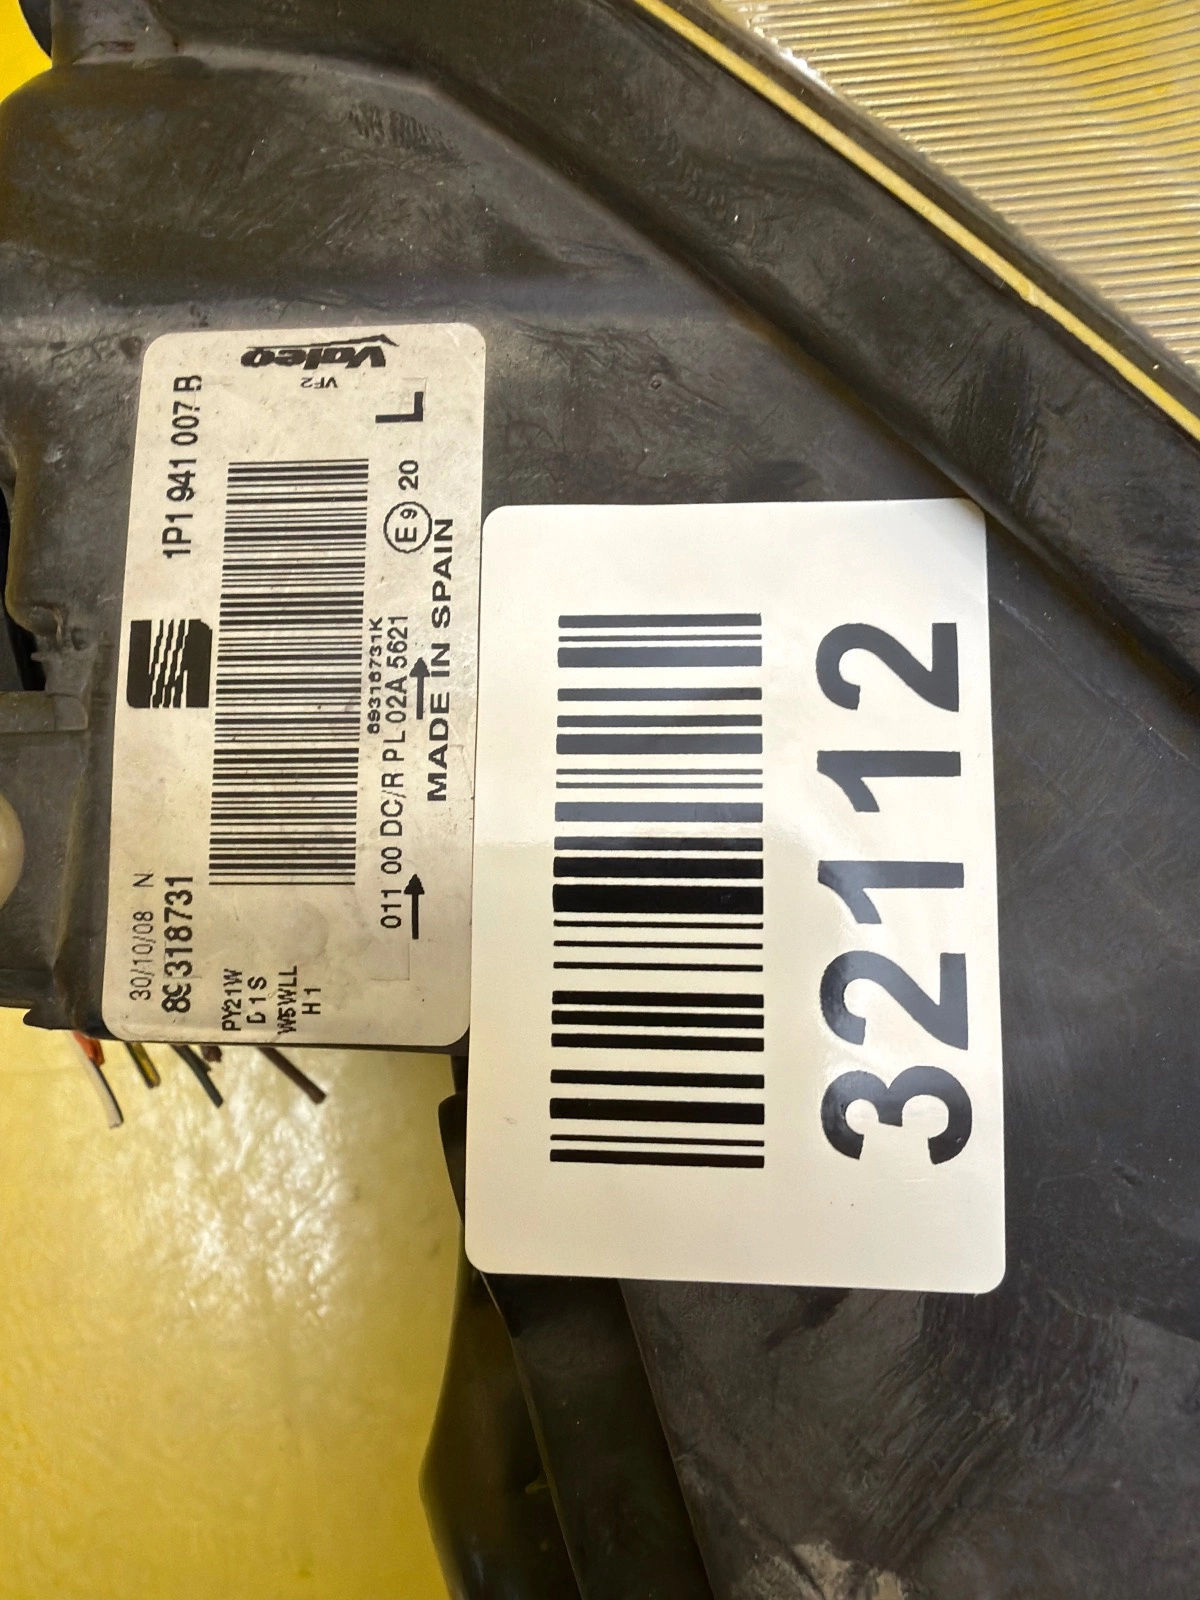 30/10/08 N
89318731
1P1 941 007 B
PY21W
D1S
W5WLL
H1
89318731K
011 00 DC/R PL 02A 5621
E9 20
L
MADE IN SPAIN
Valeo
VF2
32112